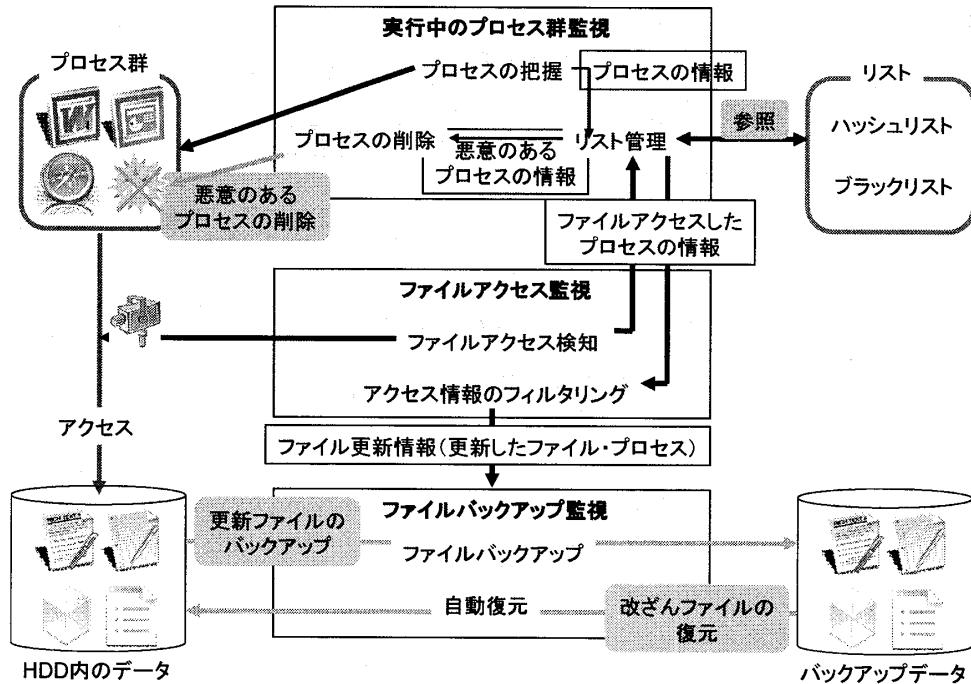 実行中のプロセス群監視
プロセス群
プロセスの把握
プロセスの情報
リスト
参照
ハッシュリスト
プロセスの削除
リスト管理
悪意のある
プロセスの情報
ブラックリスト
悪意のある
プロセスの削除
ファイルアクセスした
プロセスの情報
ファイルアクセス監視
ファイルアクセス検知
アクセス情報のフィルタリング
アクセス
ファイル更新情報(更新したファイル・プロセス)
ファイルバックアップ監視
更新ファイルの
バックアップ
ファイルバックアップ
自動復元
改ざんファイルの
復元
HDD内のデータ
バックアップデータ